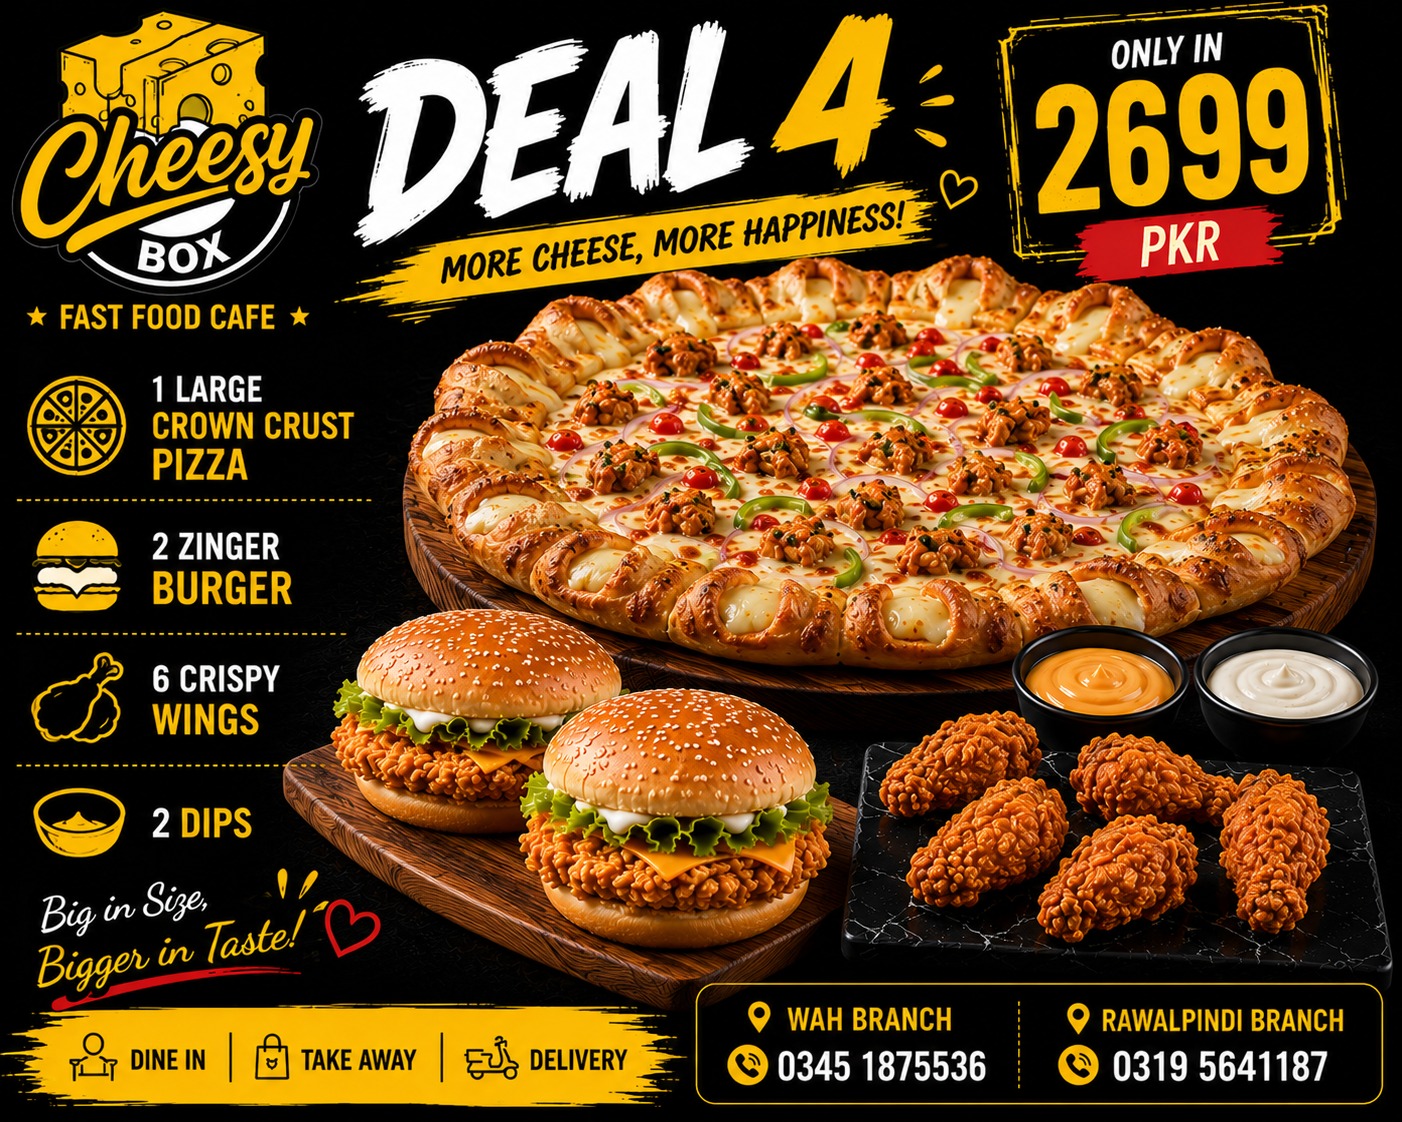 Cheesy
BOX
★ FAST FOOD CAFE ★
DEAL 4
MORE CHEESE, MORE HAPPINESS!
ONLY IN
2699
PKR
1 LARGE
CROWN CRUST
PIZZA
2 ZINGER
BURGER
6 CRISPY
WINGS
2 DIPS
Big in Size,
Bigger in Taste!
DINE IN
TAKE AWAY
DELIVERY
WAH BRANCH
0345 1875536
RAWALPINDI BRANCH
0319 5641187